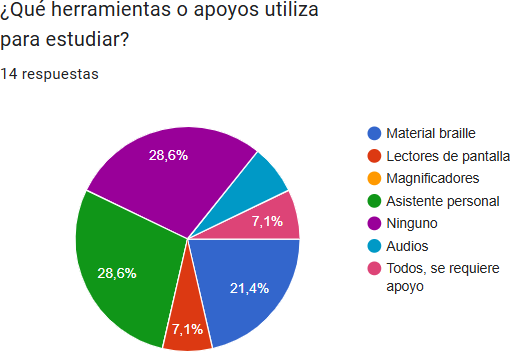 ¿Qué herramientas o apoyos utiliza
para estudiar?
14 respuestas
28,6%
7,1%
28,6%
21,4%
7,1%
Material braille
Lectores de pantalla
Magnificadores
Asistente personal
Ninguno
Audios
Todos, se requiere
apoyo